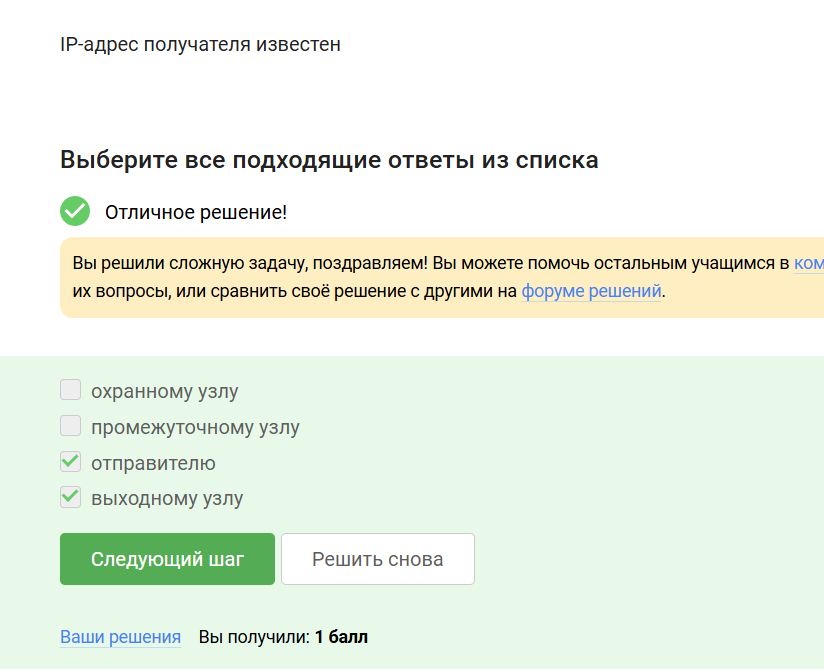 IP-адрес получателя известен
Выберите все подходящие ответы из списка
Отличное решение!
Вы решили сложную задачу, поздравляем! Вы можете помочь остальным учащимся в ком
их вопросы, или сравнить своё решение с другими на форуме решений.
охранному узлу
промежуточному узлу
отправителю
выходному узлу
Следующий шаг Решить снова
Ваши решения Вы получили: 1 балл